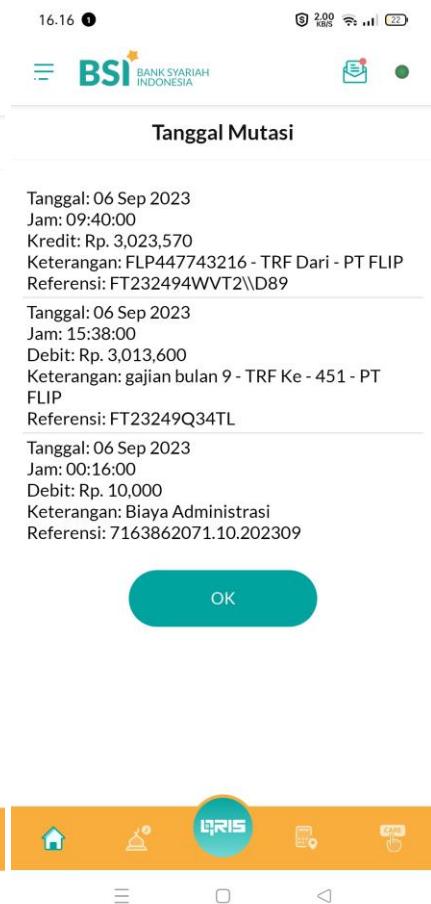 16.16 1
2.00
KB/S
22
BSI BANK SYARIAH
INDONESIA
Tanggal Mutasi
Tanggal: 06 Sep 2023
Jam: 09:40:00
Kredit: Rp. 3,023,570
Keterangan: FLP447743216 - TRF Dari - PT FLIP
Referensi: FT232494WVT2\\D89
Tanggal: 06 Sep 2023
Jam: 15:38:00
Debit: Rp. 3,013,600
Keterangan: gajian bulan 9 - TRF Ke - 451 - PT
FLIP
Referensi: FT23249Q34TL
Tanggal: 06 Sep 2023
Jam: 00:16:00
Debit: Rp. 10,000
Keterangan: Biaya Administrasi
Referensi: 7163862071.10.202309
OK
QRIS
CARE